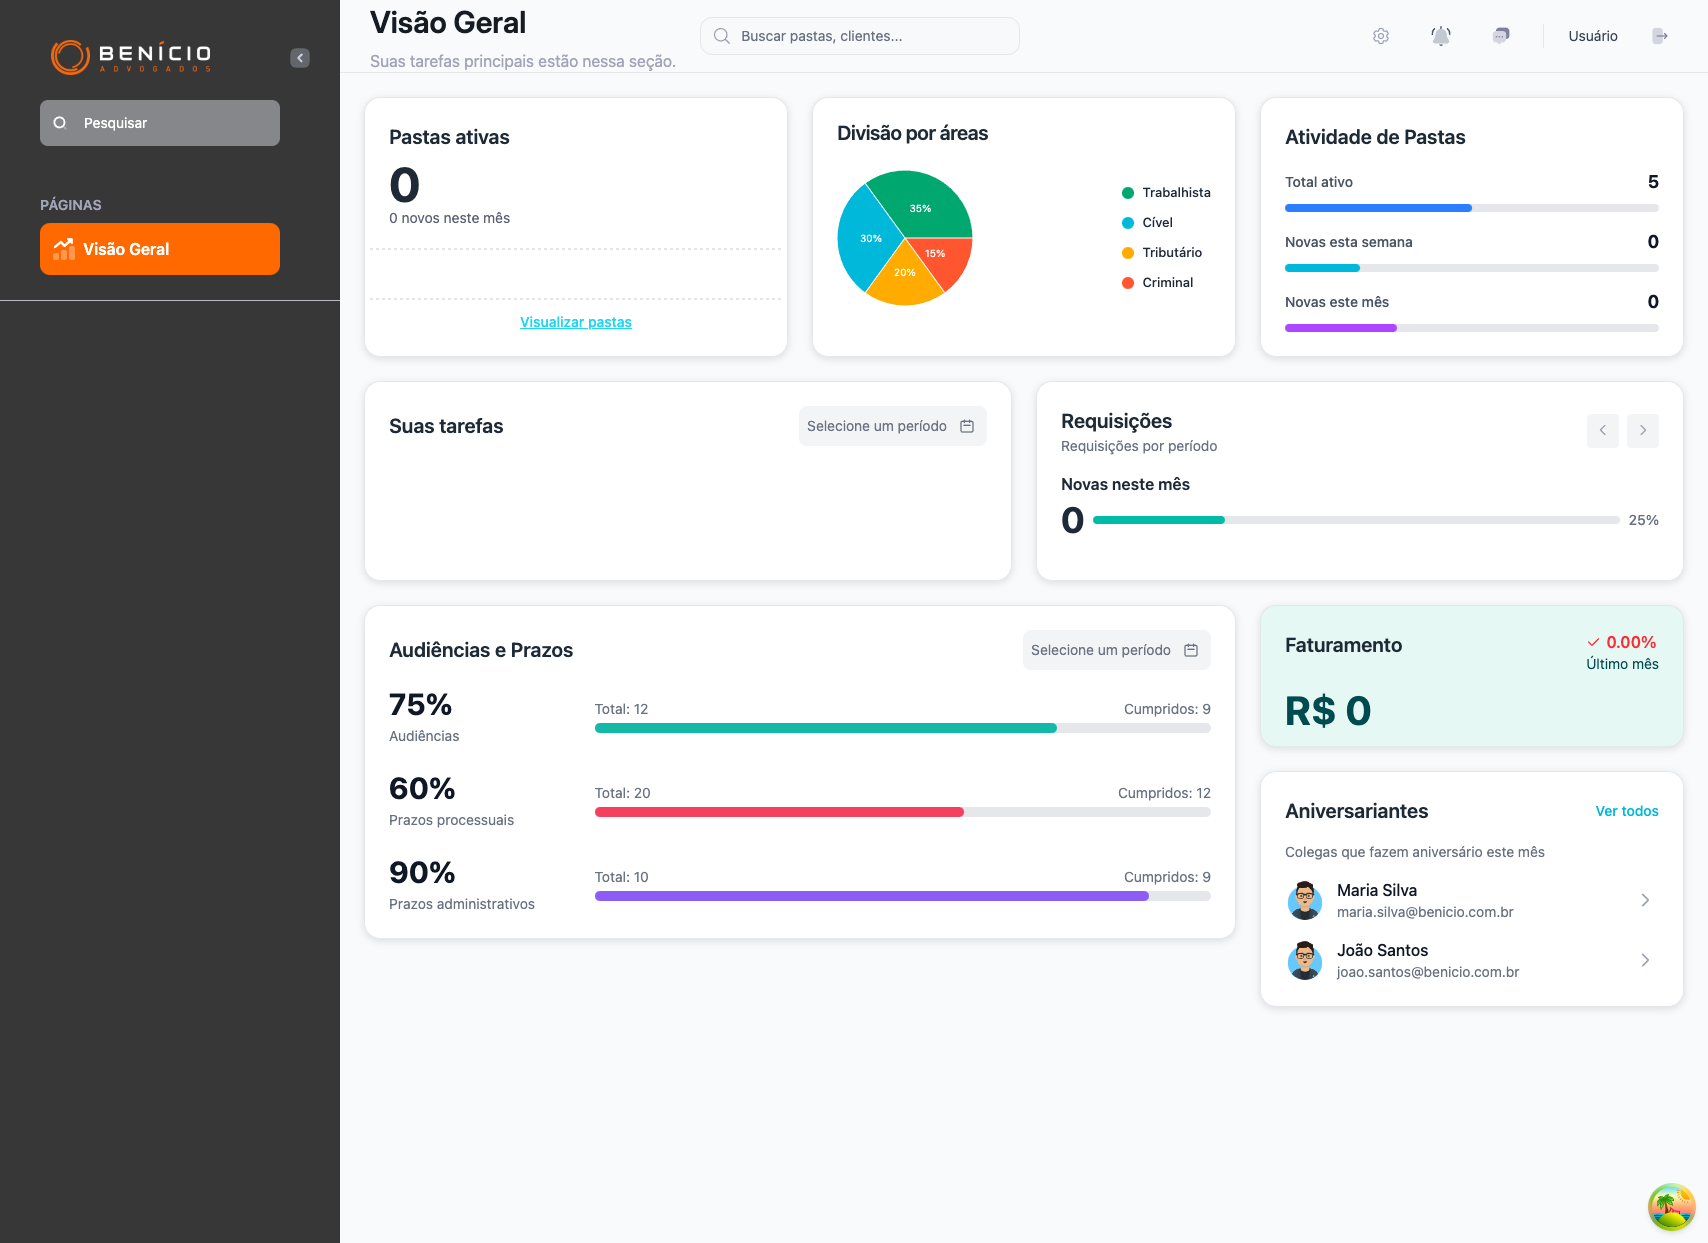 BENÍCIO
ADVOGADOS
Pesquisar
PÁGINAS
Visão Geral
Visão Geral
Suas tarefas principais estão nessa seção.
Buscar pastas, clientes...
Usuário
Pastas ativas
0
0 novos neste mês
Visualizar pastas
Divisão por áreas
35%
30%
15%
20%
Trabalhista
Cível
Tributário
Criminal
Atividade de Pastas
Total ativo 5
Novas esta semana 0
Novas este mês 0
Suas tarefas
Selecione um período
Requisições
Requisições por período
Novas neste mês
0 25%
Audiências e Prazos
Selecione um período
75%
Audiências
Total: 12 Cumpridos: 9
60%
Prazos processuais
Total: 20 Cumpridos: 12
90%
Prazos administrativos
Total: 10 Cumpridos: 9
Faturamento
0.00%
Último mês
R$ 0
Aniversariantes
Ver todos
Colegas que fazem aniversário este mês
Maria Silva
maria.silva@benicio.com.br
João Santos
joao.santos@benicio.com.br